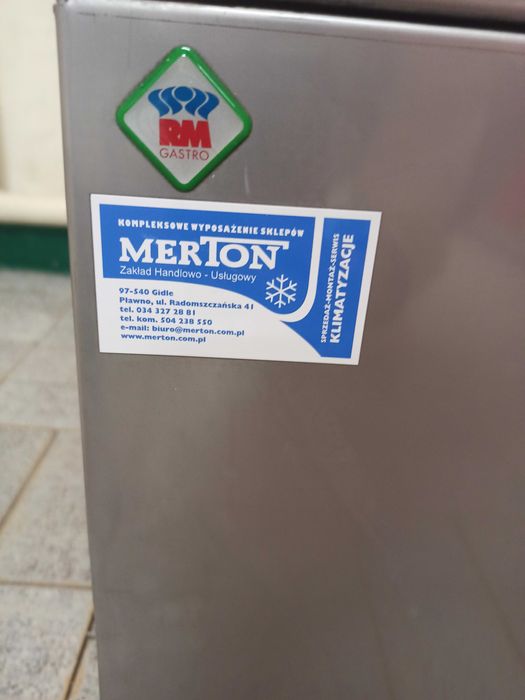 RM
GASTRO
KOMPLEKSOWE WYPOSAŻENIE SKLEPÓW
MERTON
Zakład Handlowo - Usługowy
97-540 Gidle
Pławno, ul. Radomszczańska 41
tel. 034 327 28 81
tel. kom. 504 238 550
e-mail: biuro@merton.com.pl
www.merton.com.pl
SPRZEDAŻ-MONTAŻ-SERWIS
KLIMATYZACJE